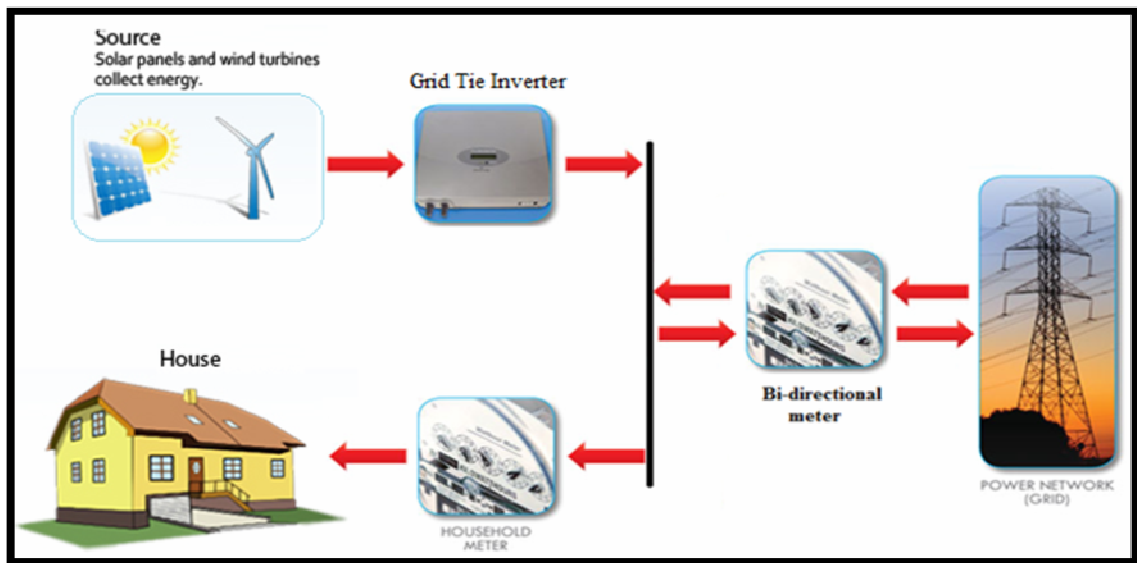 Source
Solar panels and wind turbines
collect energy.
Grid Tie Inverter
House
Bi-directional
meter
HOUSEHOLD
METER
POWER NETWORK
(GRID)